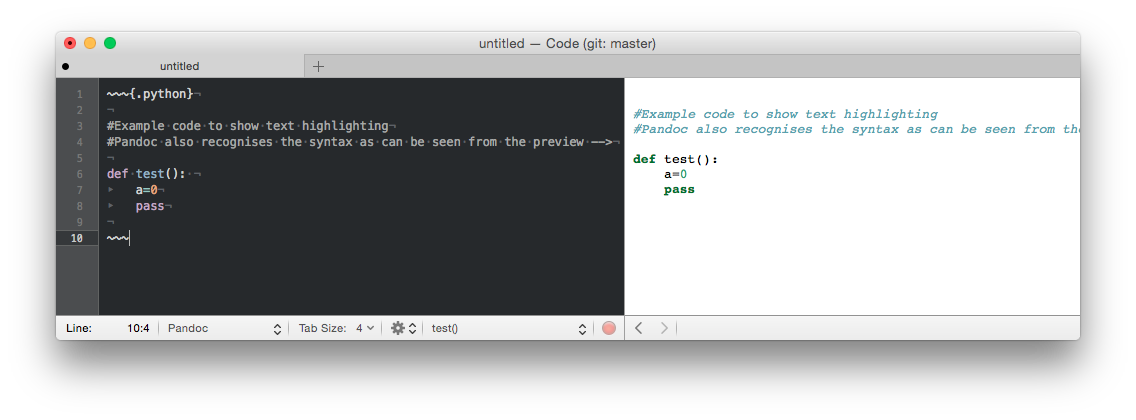 untitled — Code (git: master)
untitled
1 ~~~{.python}¬
2 ¬
3 #Example·code·to·show·text·highlighting¬
4 #Pandoc·also·recognises·the·syntax·as·can·be·seen·from·the·preview·-->¬
5 ¬
6 def·test():·¬
7 ‣ a=0¬
8 ‣ pass¬
9 ¬
10 ~~~
#Example code to show text highlighting
#Pandoc also recognises the syntax as can be seen from the
def test():
a=0
pass
Line: 10:4 Pandoc Tab Size: 4 test()